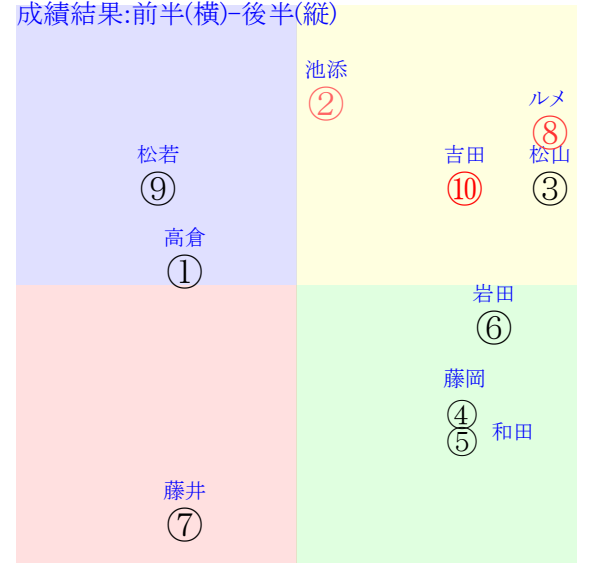 成績結果:前半(横)-後半(縦)
池添
②
ルメ
⑧
松若
⑨
吉田
⑩
松山
③
高倉
①
岩田
⑥
藤岡
④
⑤
和田
藤井
⑦